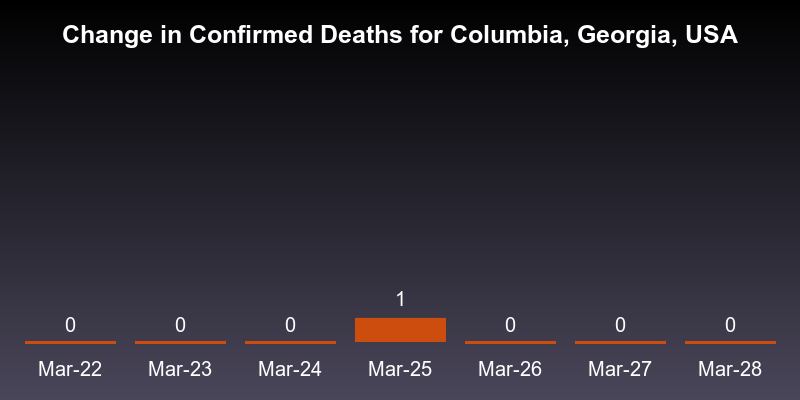 Change in Confirmed Deaths for Columbia, Georgia, USA
0 0 0 1 0 0 0
Mar-22 Mar-23 Mar-24 Mar-25 Mar-26 Mar-27 Mar-28